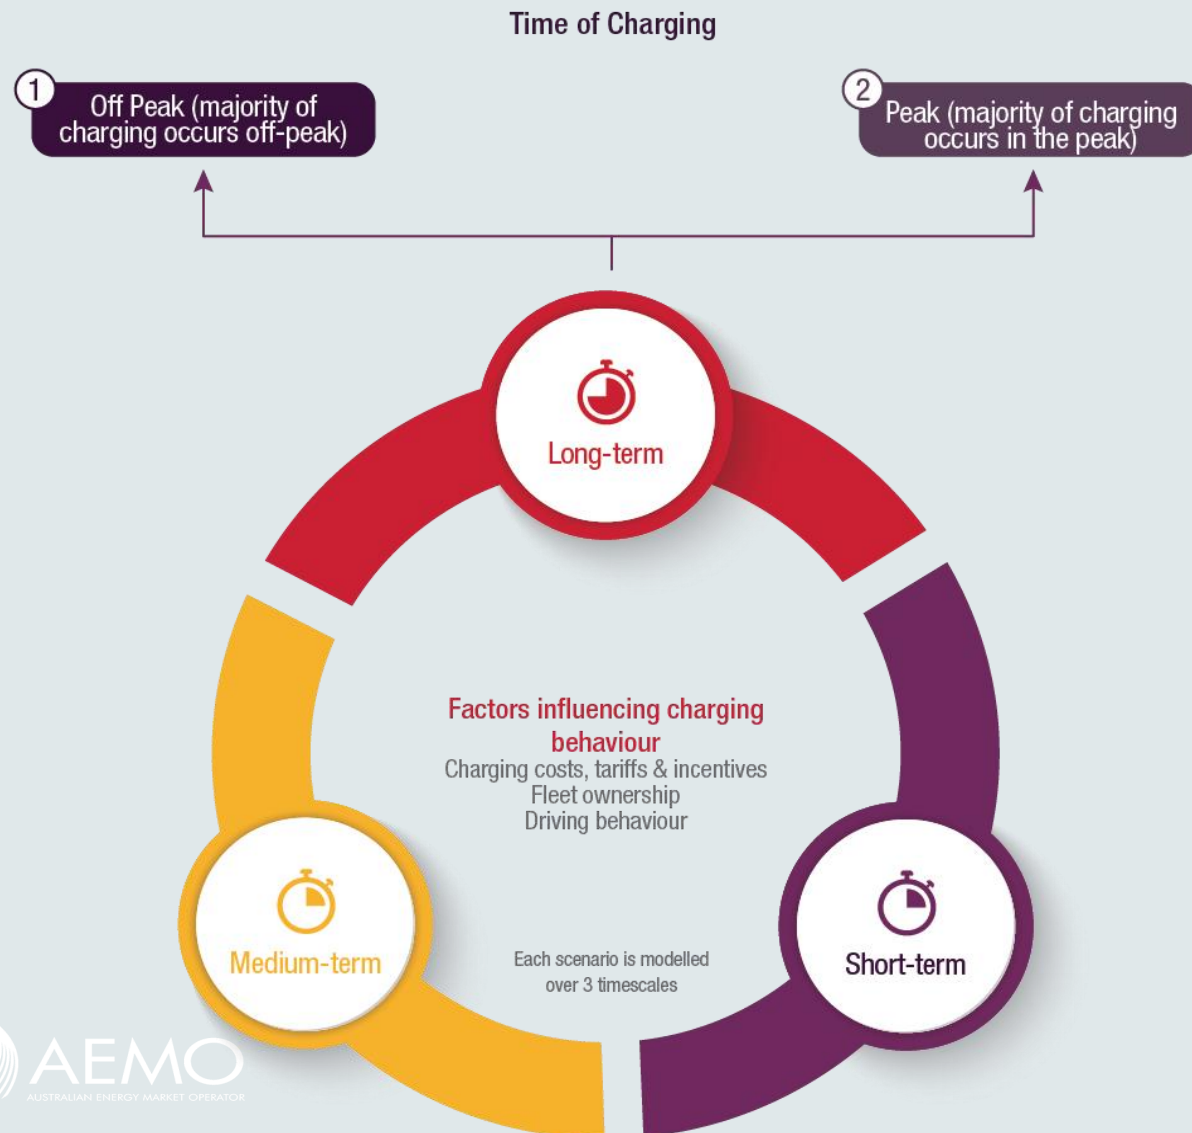 Time of Charging
1
Off Peak (majority of
charging occurs off-peak)
2
Peak (majority of charging
occurs in the peak)
Long-term
Factors influencing charging
behaviour
Charging costs, tariffs & incentives
Fleet ownership
Driving behaviour
Medium-term
Each scenario is modelled
over 3 timescales
Short-term
AEMO
AUSTRALIAN ENERGY MARKET OPERATOR